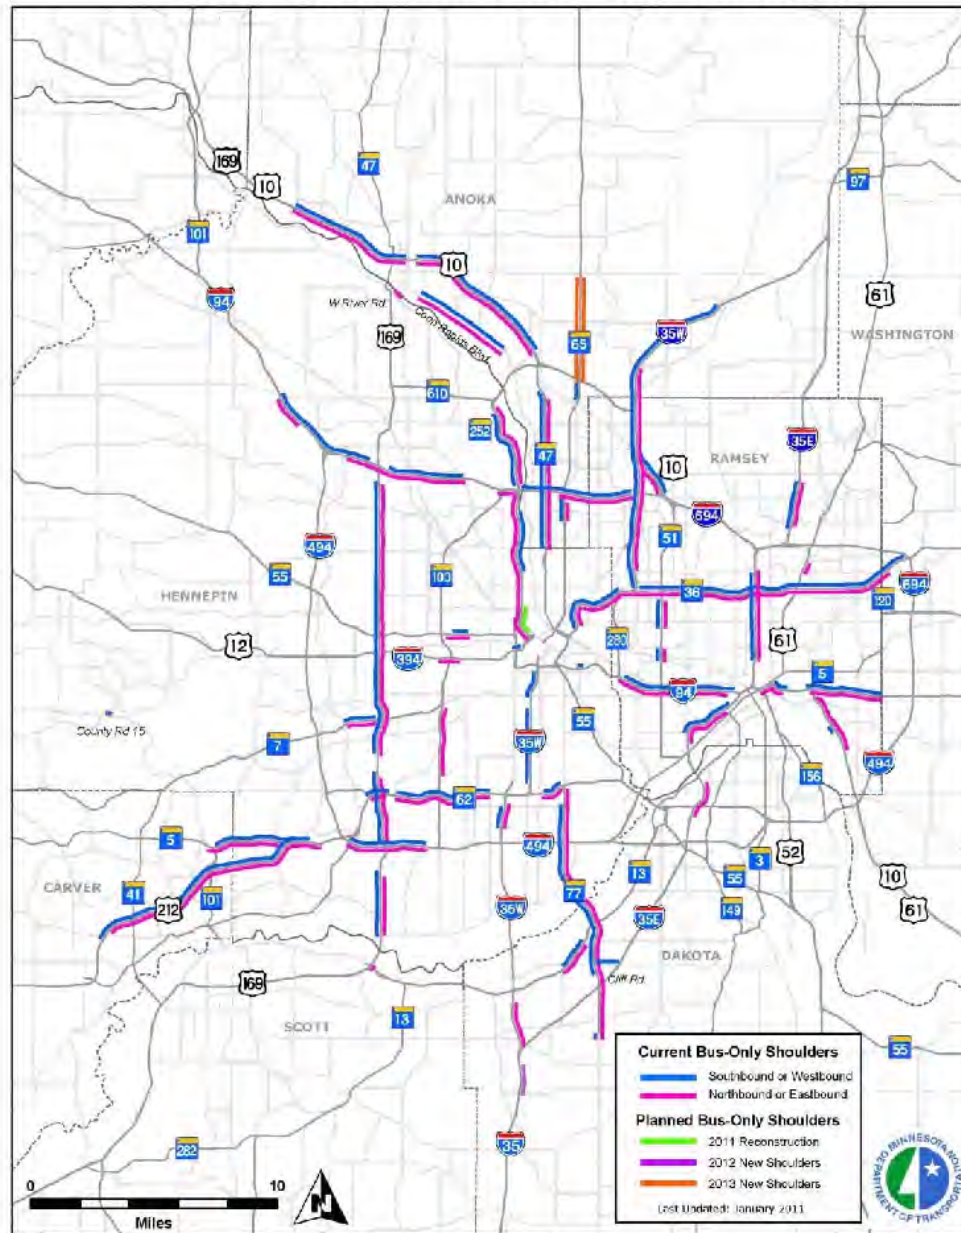 169
10
47
97
ANOKA
101
10
61
94
W River Rd
169
Coon Rapids Blvd
65
35W
WASHINGTON
610
252
47
10
RAMSEY
35E
694
51
494
55
100
HENNEPIN
36
694
120
12
394
280
61
5
94
County Rd 15
7
55
35W
156
494
62
5
494
52
41
CARVER
212
101
35W
77
13
3
55
149
10
61
35E
DAKOTA
169
Cliff Rd
SCOTT
13
55
282
35
Current Bus-Only Shoulders
Southbound or Westbound
Northbound or Eastbound
Planned Bus-Only Shoulders
2011 Reconstruction
2012 New Shoulders
2013 New Shoulders
Last Updated: January 2011
0
10
Miles
N
MINNESOTA
DEPARTMENT OF TRANSPORTATION